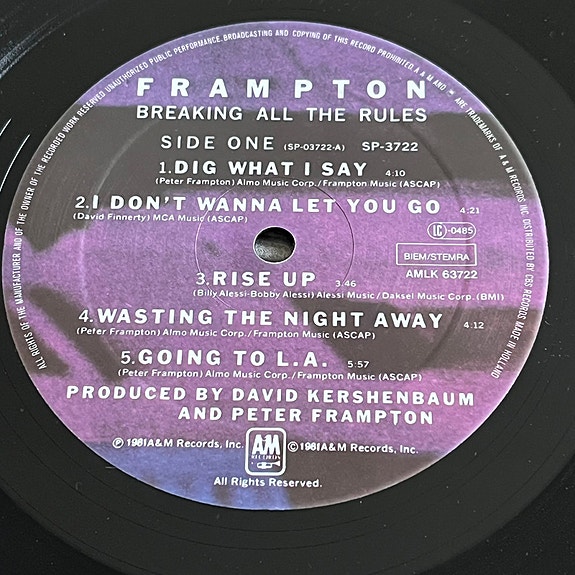 ALL RIGHTS OF THE MANUFACTURER AND OF THE OWNER OF THE RECORDED WORK RESERVED UNAUTHORIZED PUBLIC PERFORMANCE, BROADCASTING AND COPYING OF THIS RECORD PROHIBITED. A & M AND ARE TRADEMARKS OF A & M RECORDS INC. DISTRIBUTED BY CBS RECORDS MADE IN HOLLAND
FRAMPTON
BREAKING ALL THE RULES
SIDE ONE (SP-03722-A) SP-3722
1.DIG WHAT I SAY 4:10
(Peter Frampton) Almo Music Corp./Frampton Music (ASCAP)
2.I DON'T WANNA LET YOU GO 4:21
(David Finnerty) MCA Music (ASCAP)
LC-0485
BIEM/STEMRA
AMLK 63722
3.RISE UP 3:46
(Billy Alessi-Bobby Alessi) Alessi Music/Daksel Music Corp. (BMI)
4.WASTING THE NIGHT AWAY 4:12
(Peter Frampton) Almo Music Corp./Frampton Music (ASCAP)
5.GOING TO L.A. 5:57
(Peter Frampton) Almo Music Corp./Frampton Music (ASCAP)
PRODUCED BY DAVID KERSHENBAUM
AND PETER FRAMPTON
℗ 1981 A&M Records, Inc. A&M RECORDS © 1981 A&M Records, Inc.
All Rights Reserved.